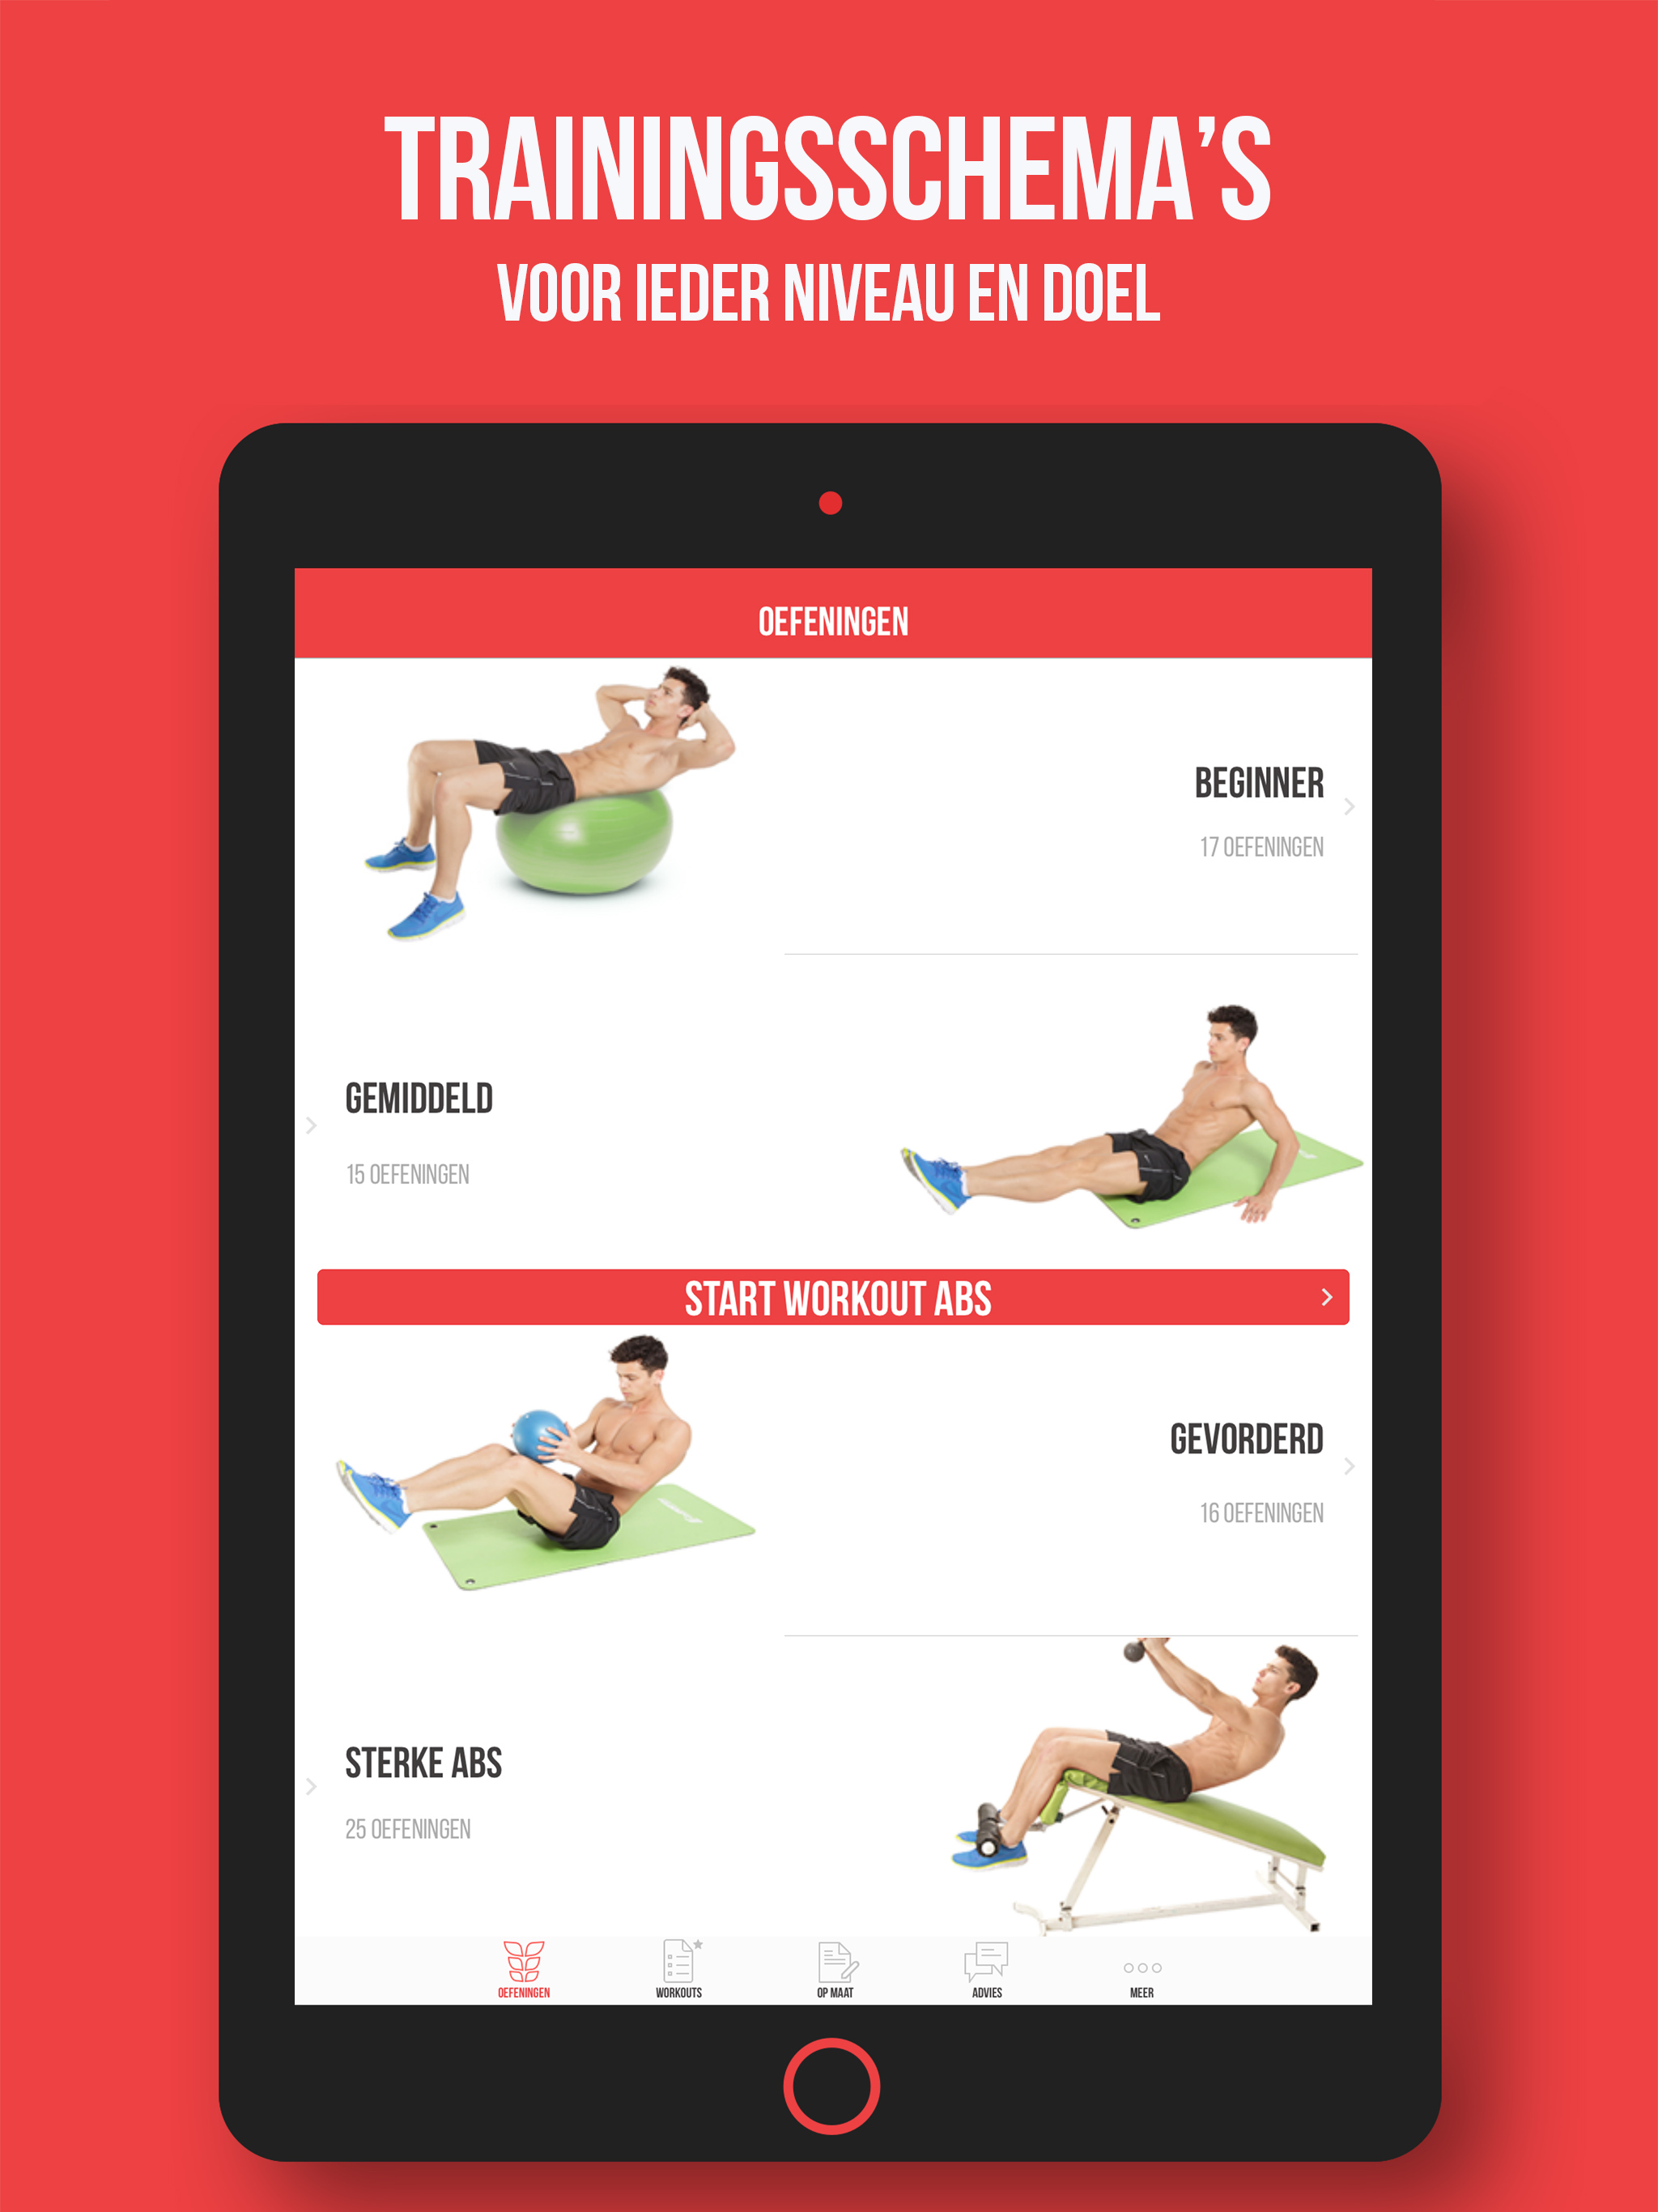 TRAININGSSCHEMA'S
VOOR IEDER NIVEAU EN DOEL
OEFENINGEN
BEGINNER
17 OEFENINGEN
GEMIDDELD
15 OEFENINGEN
START WORKOUT ABS
GEVORDERD
16 OEFENINGEN
STERKE ABS
25 OEFENINGEN
OEFENINGEN
WORKOUTS
OP MAAT
ADVIES
MEER